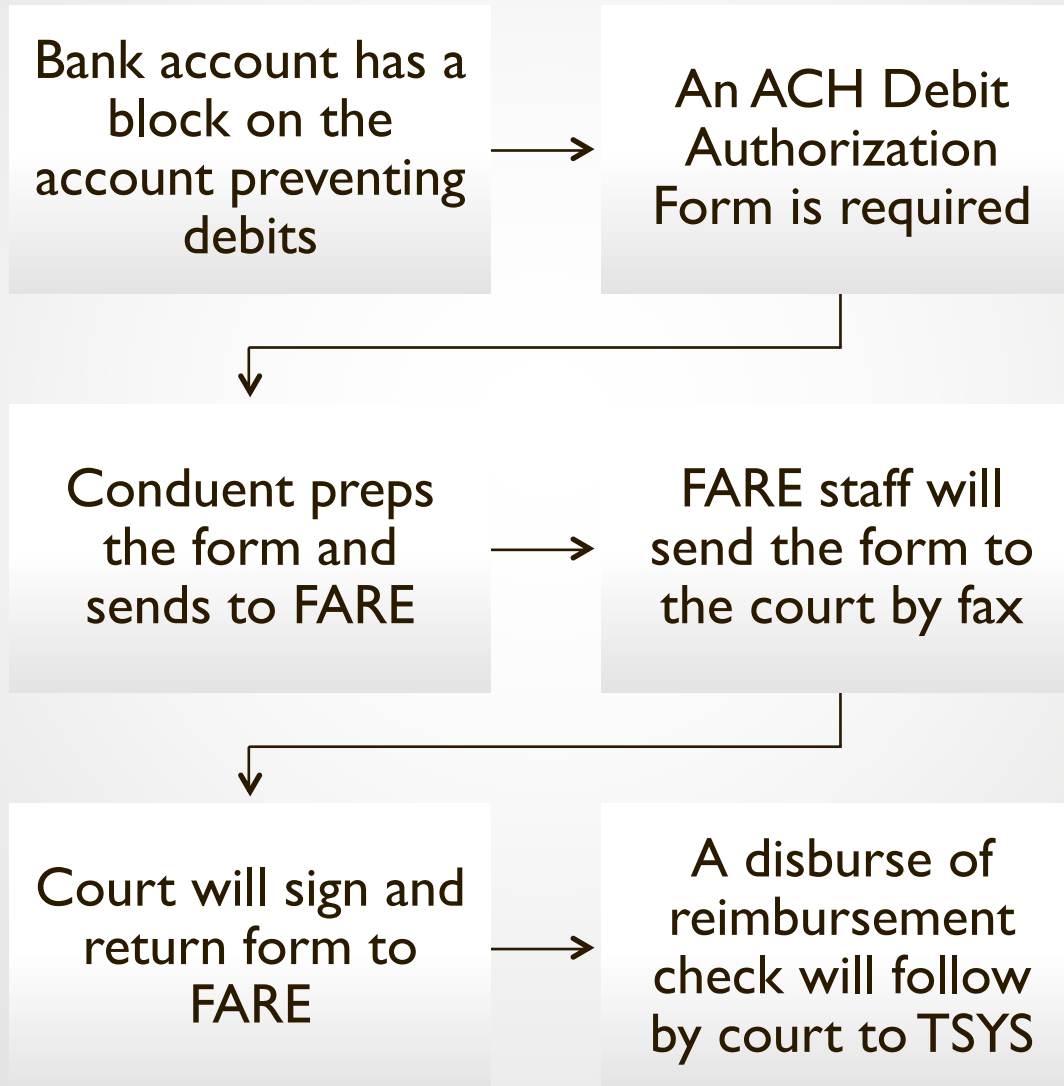 Bank account has a
block on the
account preventing
debits
An ACH Debit
Authorization
Form is required
Conduent preps
the form and
sends to FARE
FARE staff will
send the form to
the court by fax
Court will sign and
return form to
FARE
A disburse of
reimbursement
check will follow
by court to TSYS